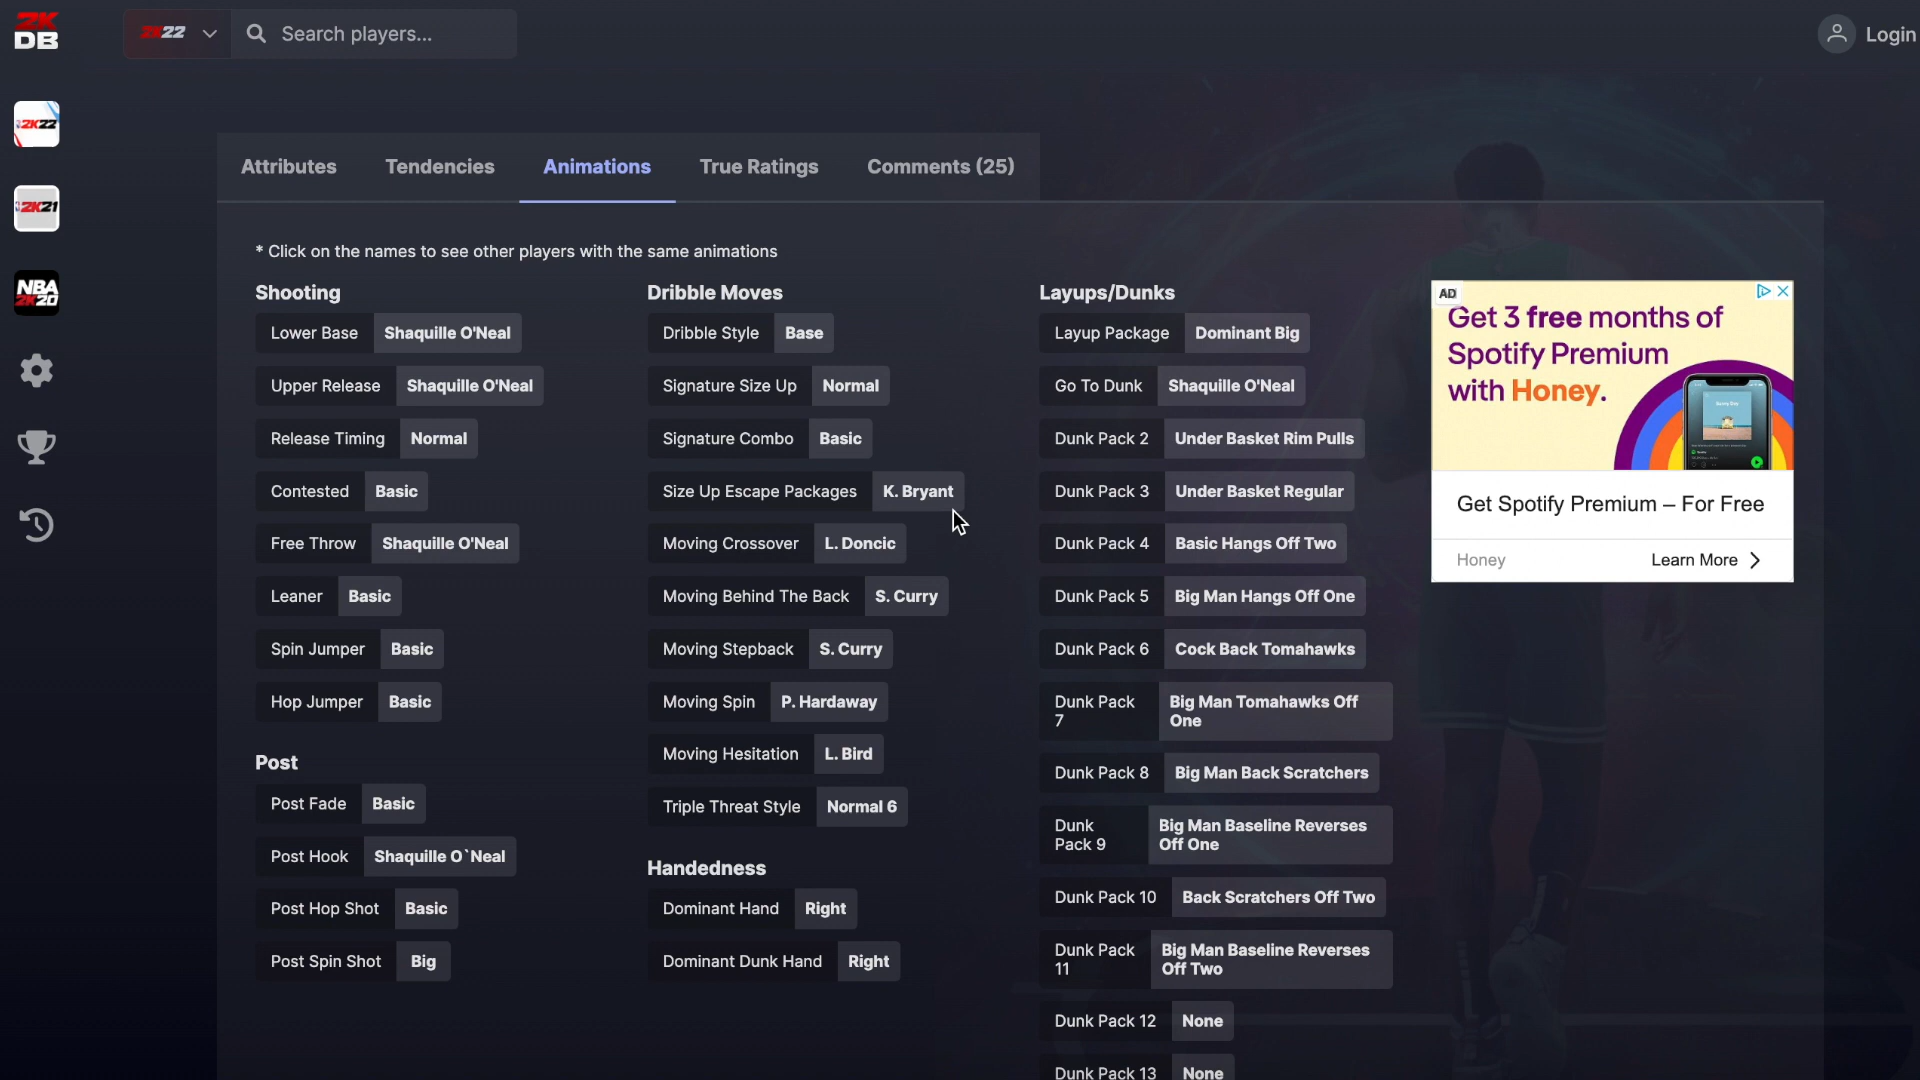 2K
DB
2K22
Search players...
Login
2K22
2K21
NBA
2K20
Attributes
Tendencies
Animations
True Ratings
Comments (25)
* Click on the names to see other players with the same animations
Shooting
Lower Base Shaquille O'Neal
Upper Release Shaquille O'Neal
Release Timing Normal
Contested Basic
Free Throw Shaquille O'Neal
Leaner Basic
Spin Jumper Basic
Hop Jumper Basic
Post
Post Fade Basic
Post Hook Shaquille O`Neal
Post Hop Shot Basic
Post Spin Shot Big
Dribble Moves
Dribble Style Base
Signature Size Up Normal
Signature Combo Basic
Size Up Escape Packages K. Bryant
Moving Crossover L. Doncic
Moving Behind The Back S. Curry
Moving Stepback S. Curry
Moving Spin P. Hardaway
Moving Hesitation L. Bird
Triple Threat Style Normal 6
Handedness
Dominant Hand Right
Dominant Dunk Hand Right
Layups/Dunks
Layup Package Dominant Big
Go To Dunk Shaquille O'Neal
Dunk Pack 2 Under Basket Rim Pulls
Dunk Pack 3 Under Basket Regular
Dunk Pack 4 Basic Hangs Off Two
Dunk Pack 5 Big Man Hangs Off One
Dunk Pack 6 Cock Back Tomahawks
Dunk Pack
7
Big Man Tomahawks Off
One
Dunk Pack 8 Big Man Back Scratchers
Dunk
Pack 9
Big Man Baseline Reverses
Off One
Dunk Pack 10 Back Scratchers Off Two
Dunk Pack
11
Big Man Baseline Reverses
Off Two
Dunk Pack 12 None
Dunk Pack 13 None
AD
Get 3 free months of
Spotify Premium
with Honey.
Get Spotify Premium – For Free
Honey
Learn More